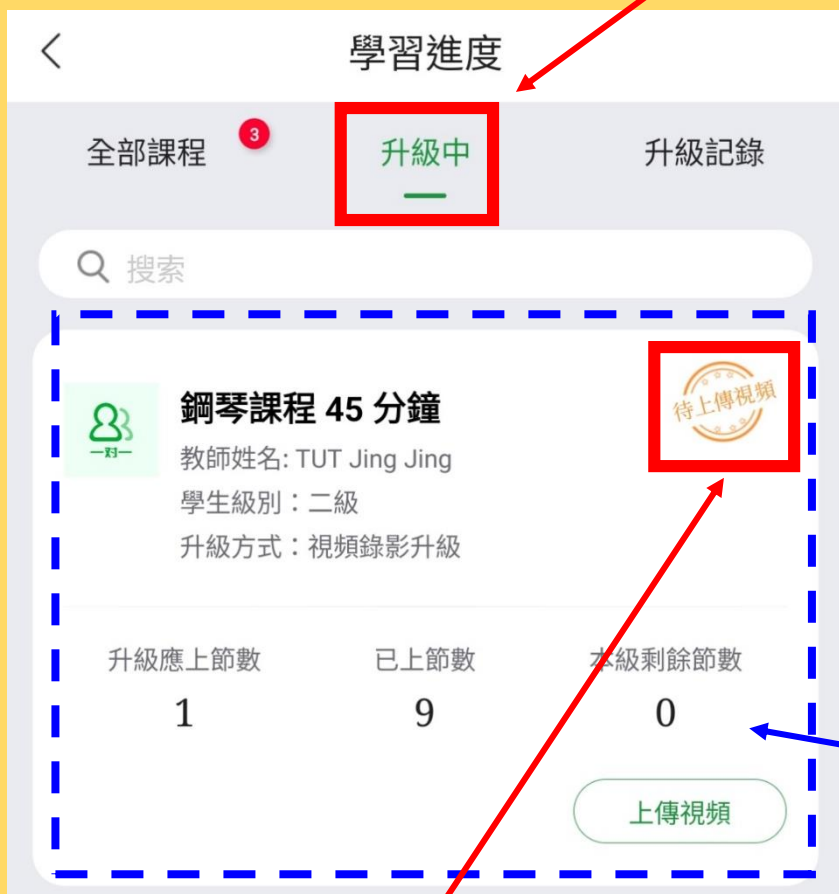 學習進度
全部課程 3
升級中
升級記錄
搜索
待上傳視頻
鋼琴課程 45 分鐘
一对一
教師姓名: TUT Jing Jing
學生級別：二級
升級方式：視頻錄影升級
升級應上節數 已上節數 本級剩餘節數
1 9 0
上傳視頻